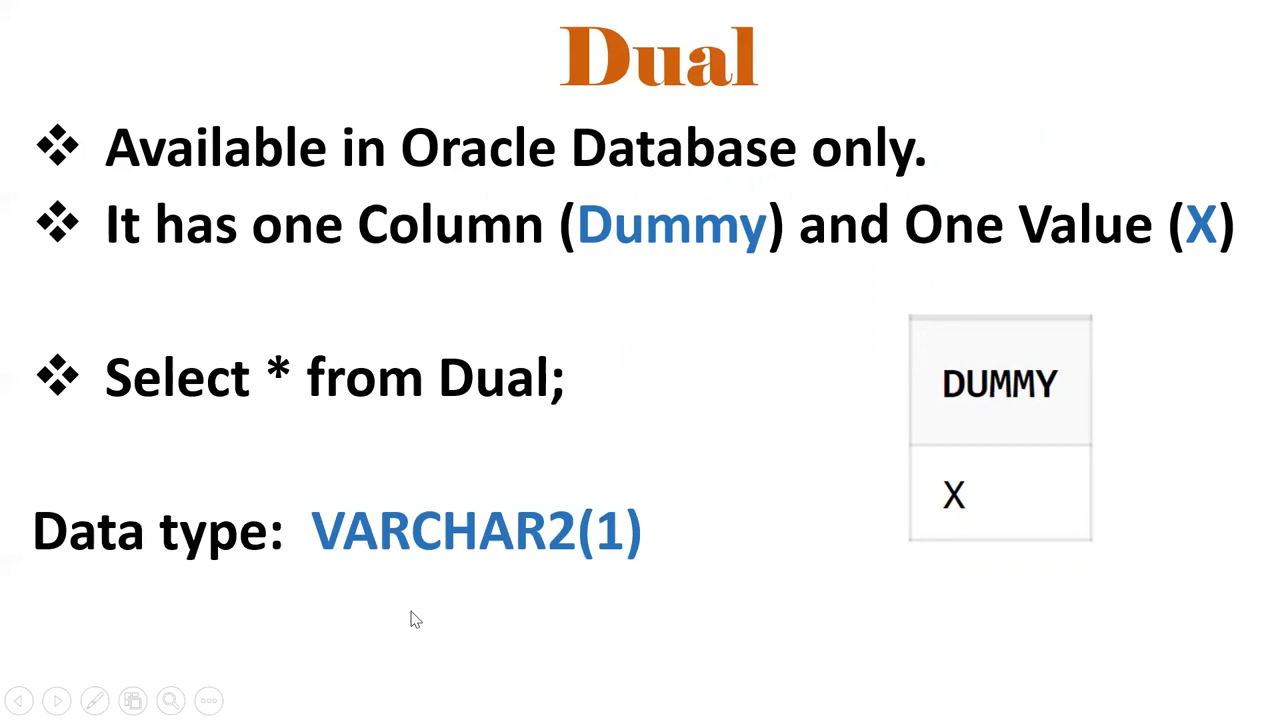 Dual
❖ Available in Oracle Database only.
❖ It has one Column (Dummy) and One Value (X)
❖ Select * from Dual;
DUMMY
X
Data type: VARCHAR2(1)